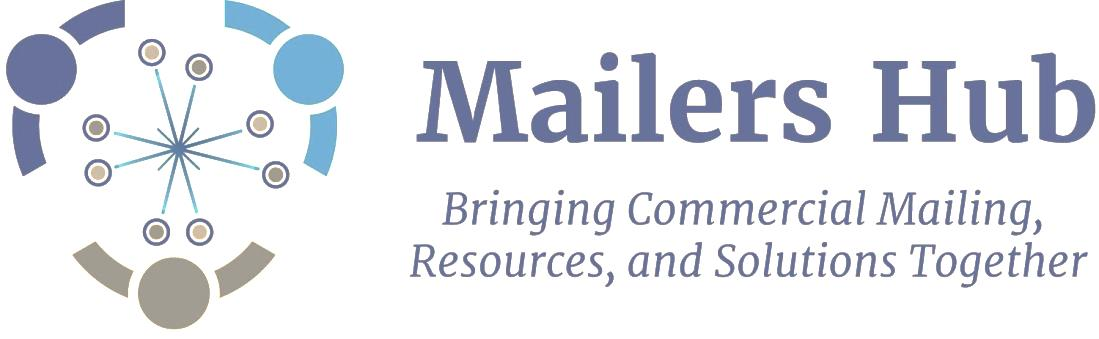 Mailers Hub
Bringing Commercial Mailing,
Resources, and Solutions Together